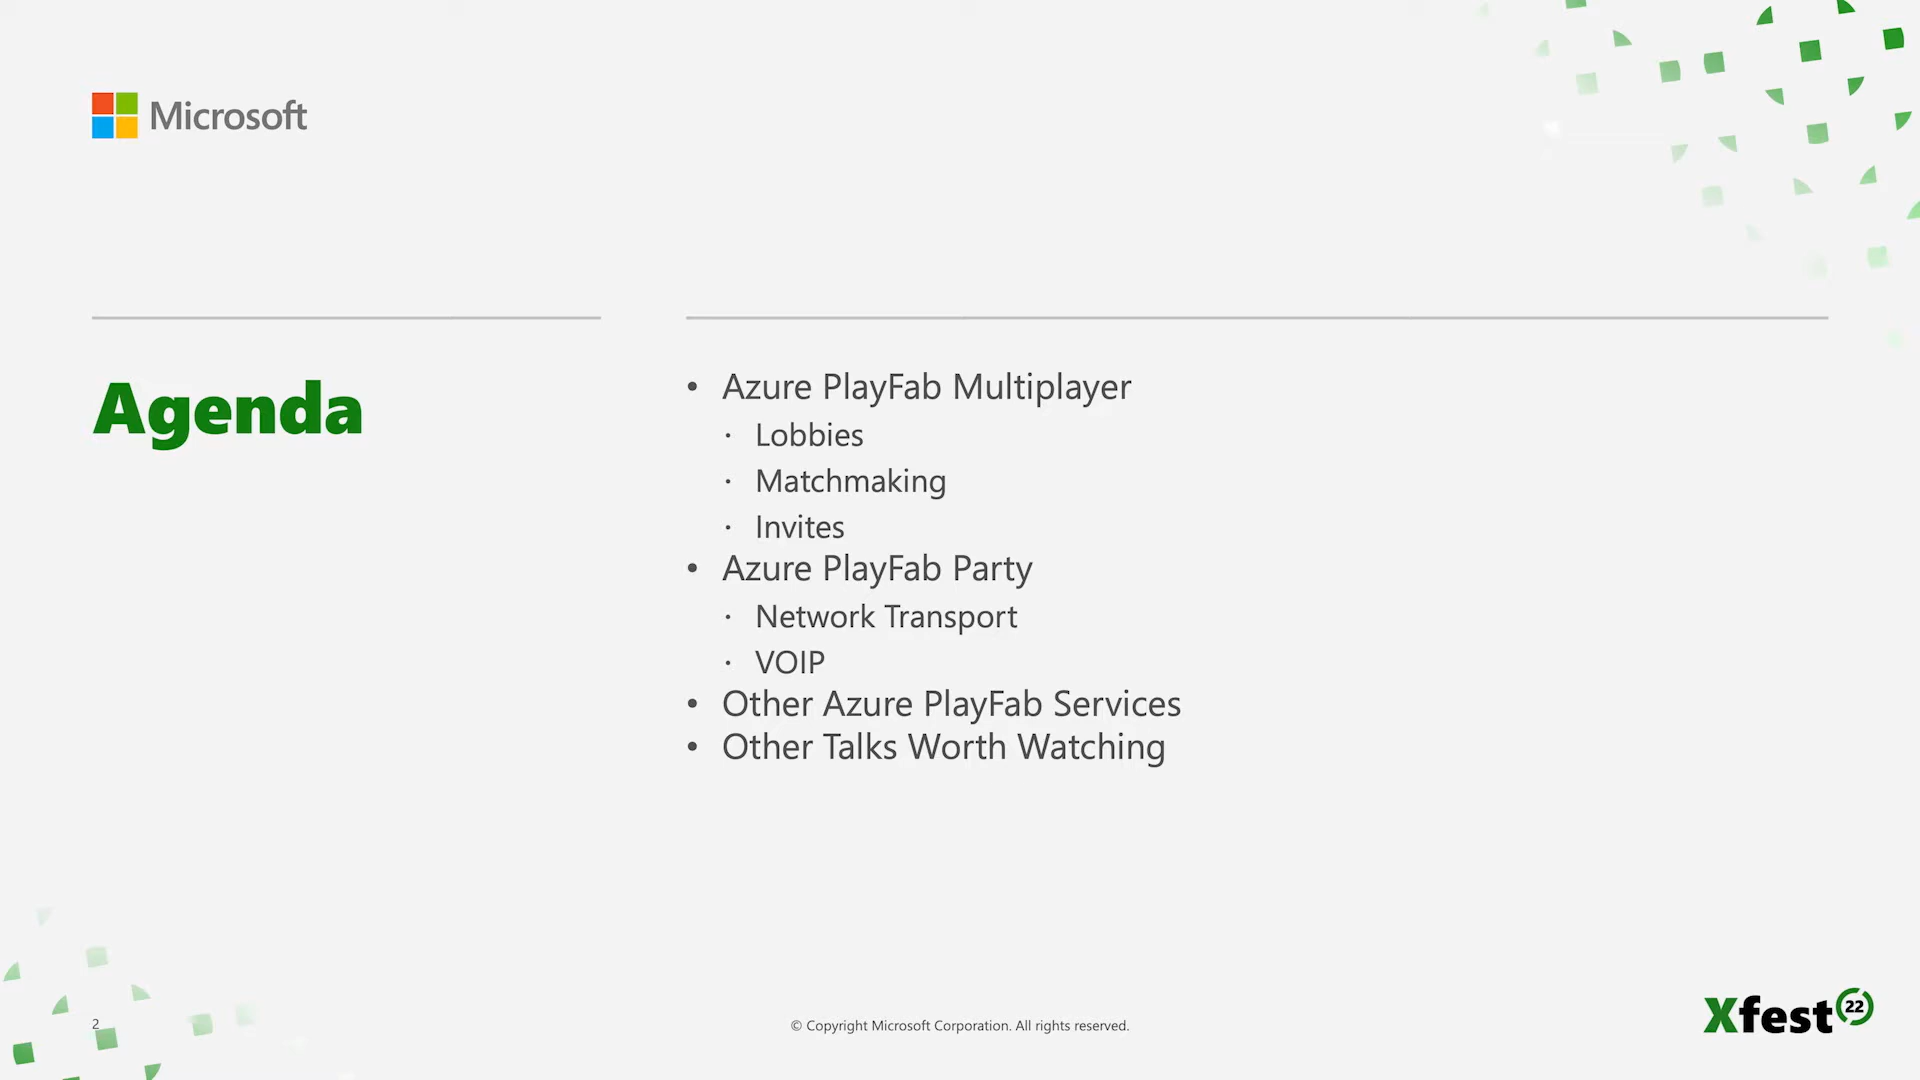 Microsoft
Agenda
• Azure PlayFab Multiplayer
· Lobbies
· Matchmaking
· Invites
• Azure PlayFab Party
· Network Transport
· VOIP
• Other Azure PlayFab Services
• Other Talks Worth Watching
2
© Copyright Microsoft Corporation. All rights reserved.
Xfest 22